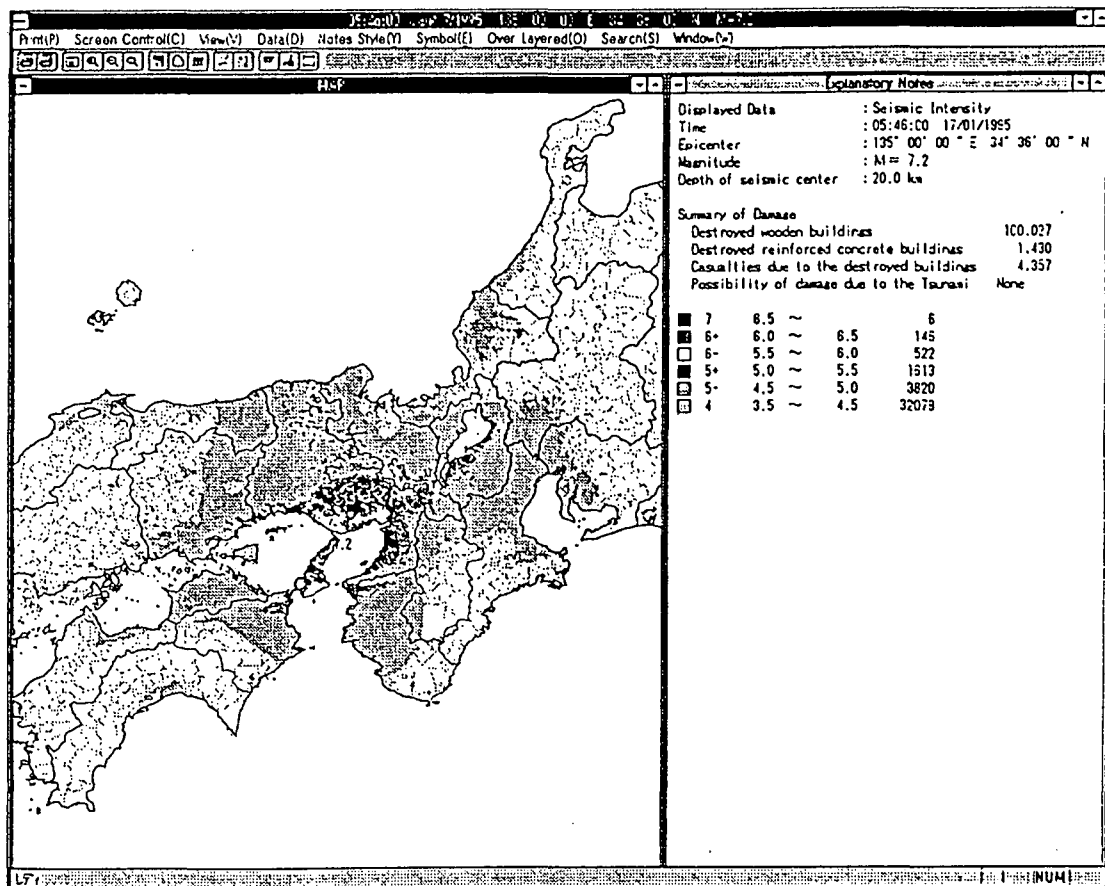 Print(P) Screen Control(C) View(V) Data(D) Notes Style(Y) Symbol(E) Over Layered(O) Search(S) Window(W)
MAP
Explanatory Notes
Displayed Data : Seismic Intensity
Time : 05:46:00 17/01/1995
Epicenter : 135° 00' 00 " E 34° 36' 00 " N
Magnitude : M = 7.2
Depth of seismic center : 20.0 km
Summary of Damage
Destroyed wooden buildings 100.027
Destroyed reinforced concrete buildings 1.430
Casualties due to the destroyed buildings 4.357
Possibility of damage due to the Tsunami None
7 6.5 ~ 6
6+ 6.0 ~ 6.5 145
6- 5.5 ~ 6.0 522
5+ 5.0 ~ 5.5 1613
5- 4.5 ~ 5.0 3820
4 3.5 ~ 4.5 32079
NUM